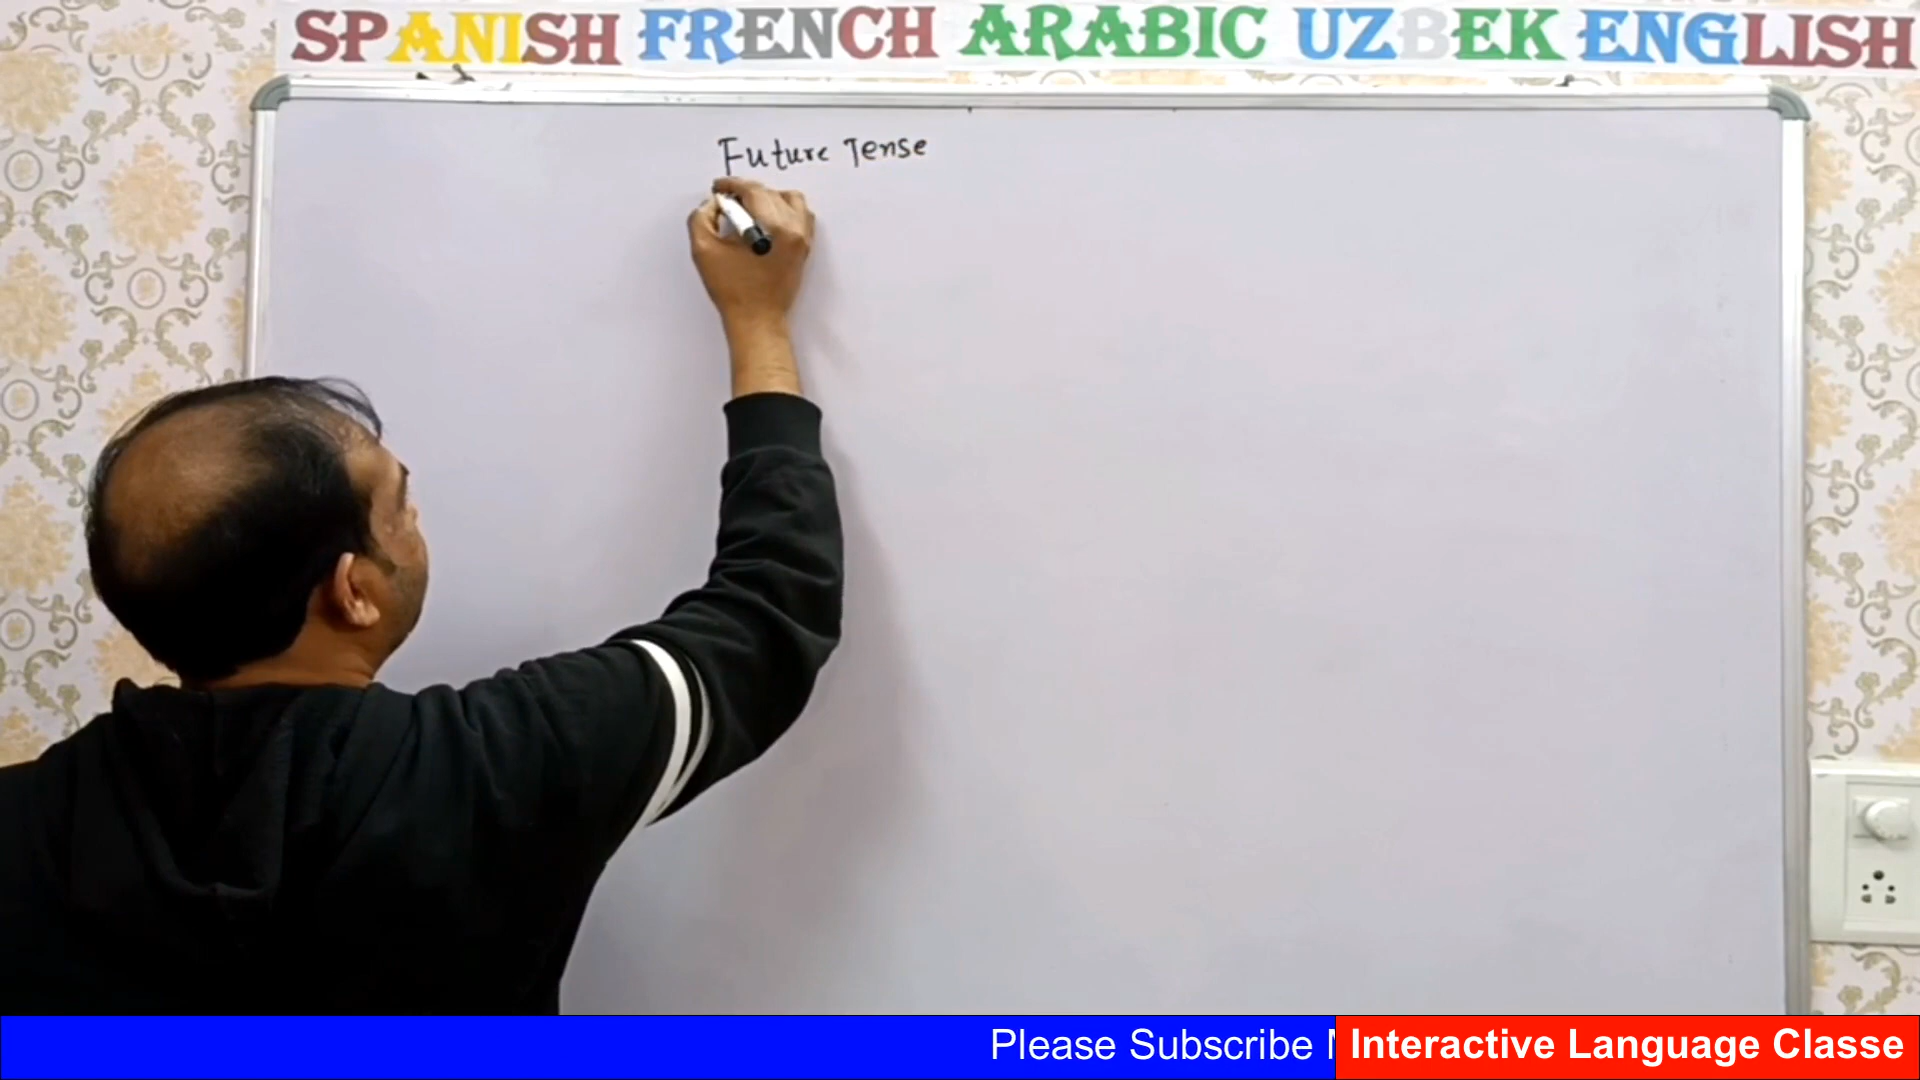 SPANISH FRENCH ARABIC UZBEK ENGLISH
Future Tense
Please Subscribe
Interactive Language Classe